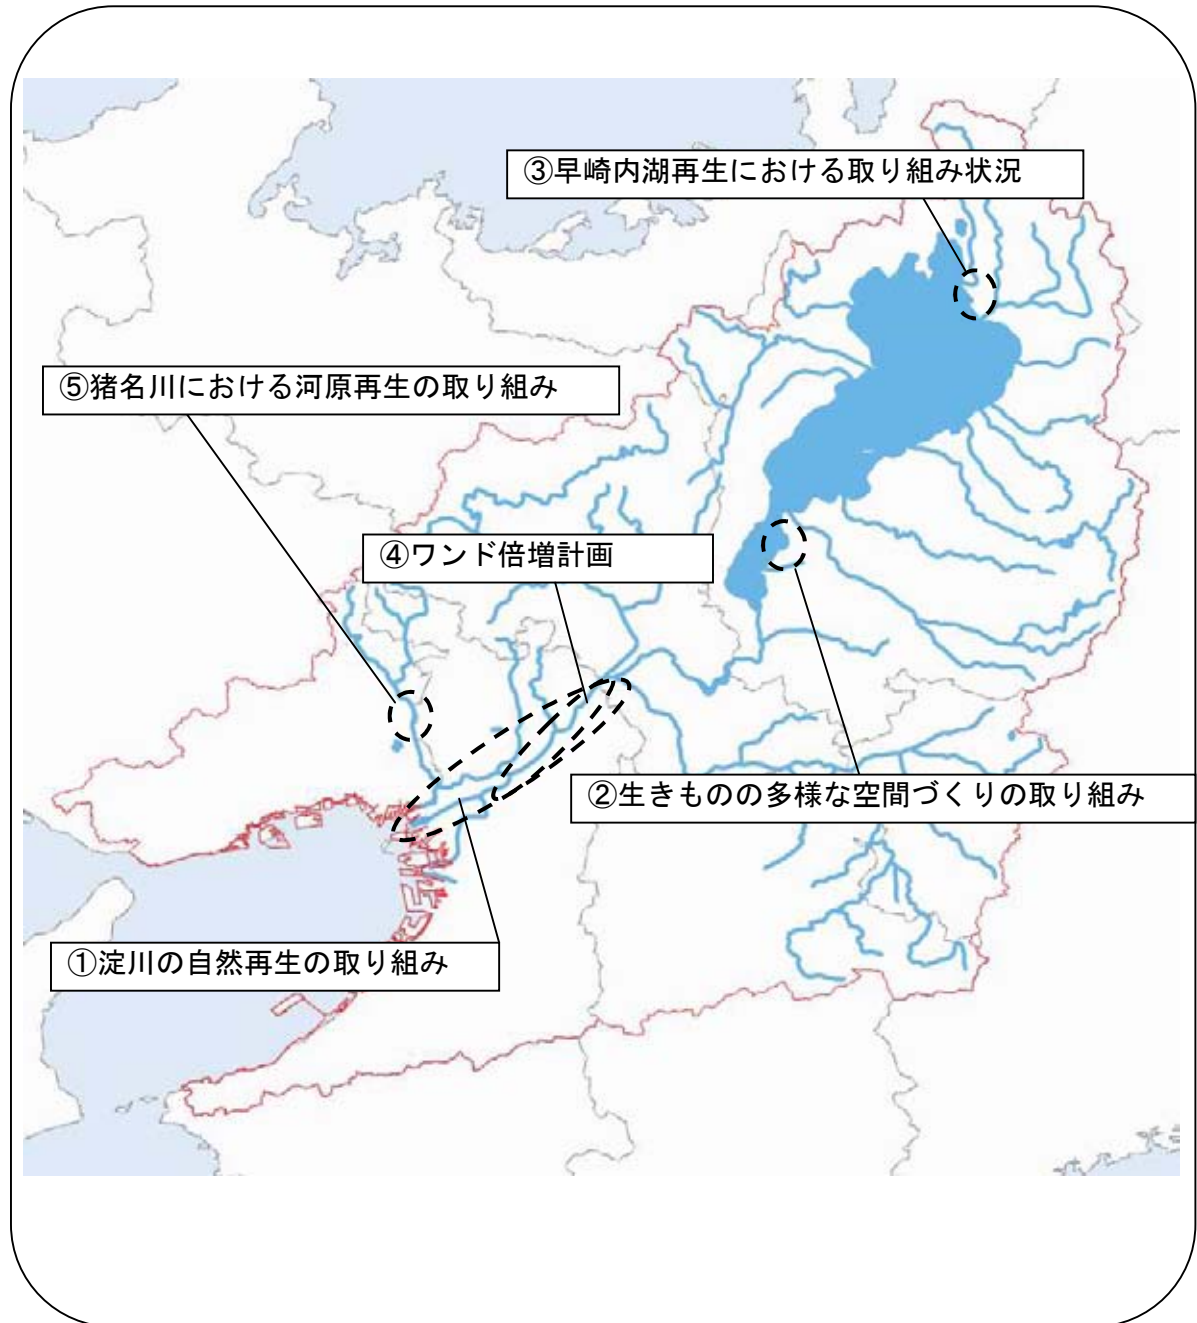 ③早崎内湖再生における取り組み状況
⑤猪名川における河原再生の取り組み
④ワンド倍増計画
②生きものの多様な空間づくりの取り組み
①淀川の自然再生の取り組み